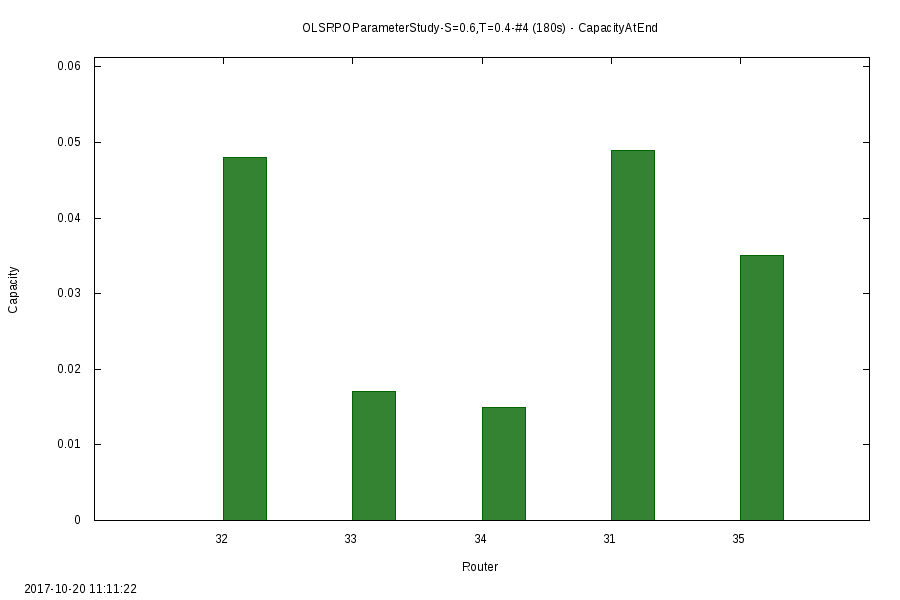 OLSRPOParameterStudy-S=0.6,T=0.4-#4 (180s) - CapacityAtEnd
0.06
0.05
0.04
0.03
0.02
0.01
0
Capacity
32 33 34 31 35
Router
2017-10-20 11:11:22